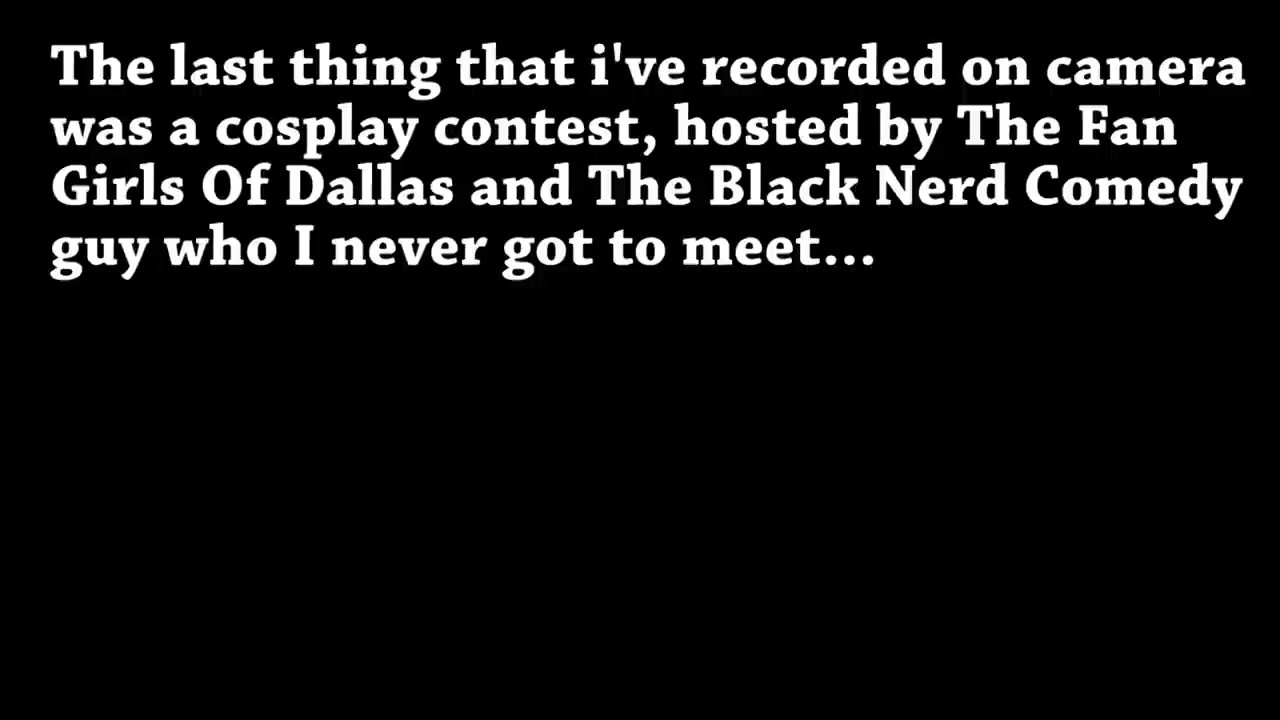 The last thing that i've recorded on camera
was a cosplay contest, hosted by The Fan
Girls Of Dallas and The Black Nerd Comedy
guy who I never got to meet...